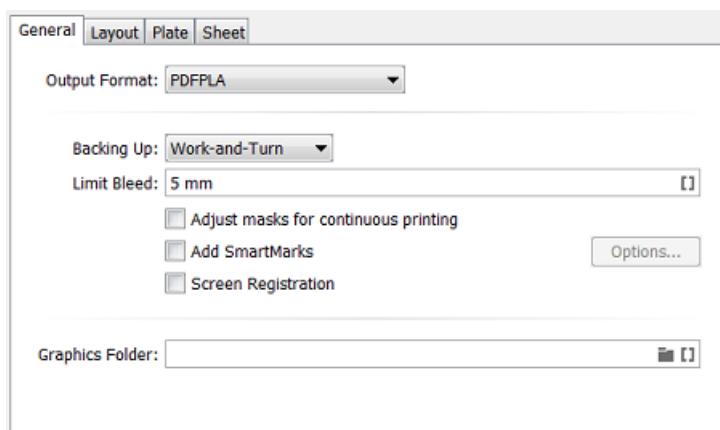 General Layout Plate Sheet
Output Format: PDFPLA
Backing Up: Work-and-Turn
Limit Bleed: 5 mm
Adjust masks for continuous printing
Add SmartMarks Options...
Screen Registration
Graphics Folder: